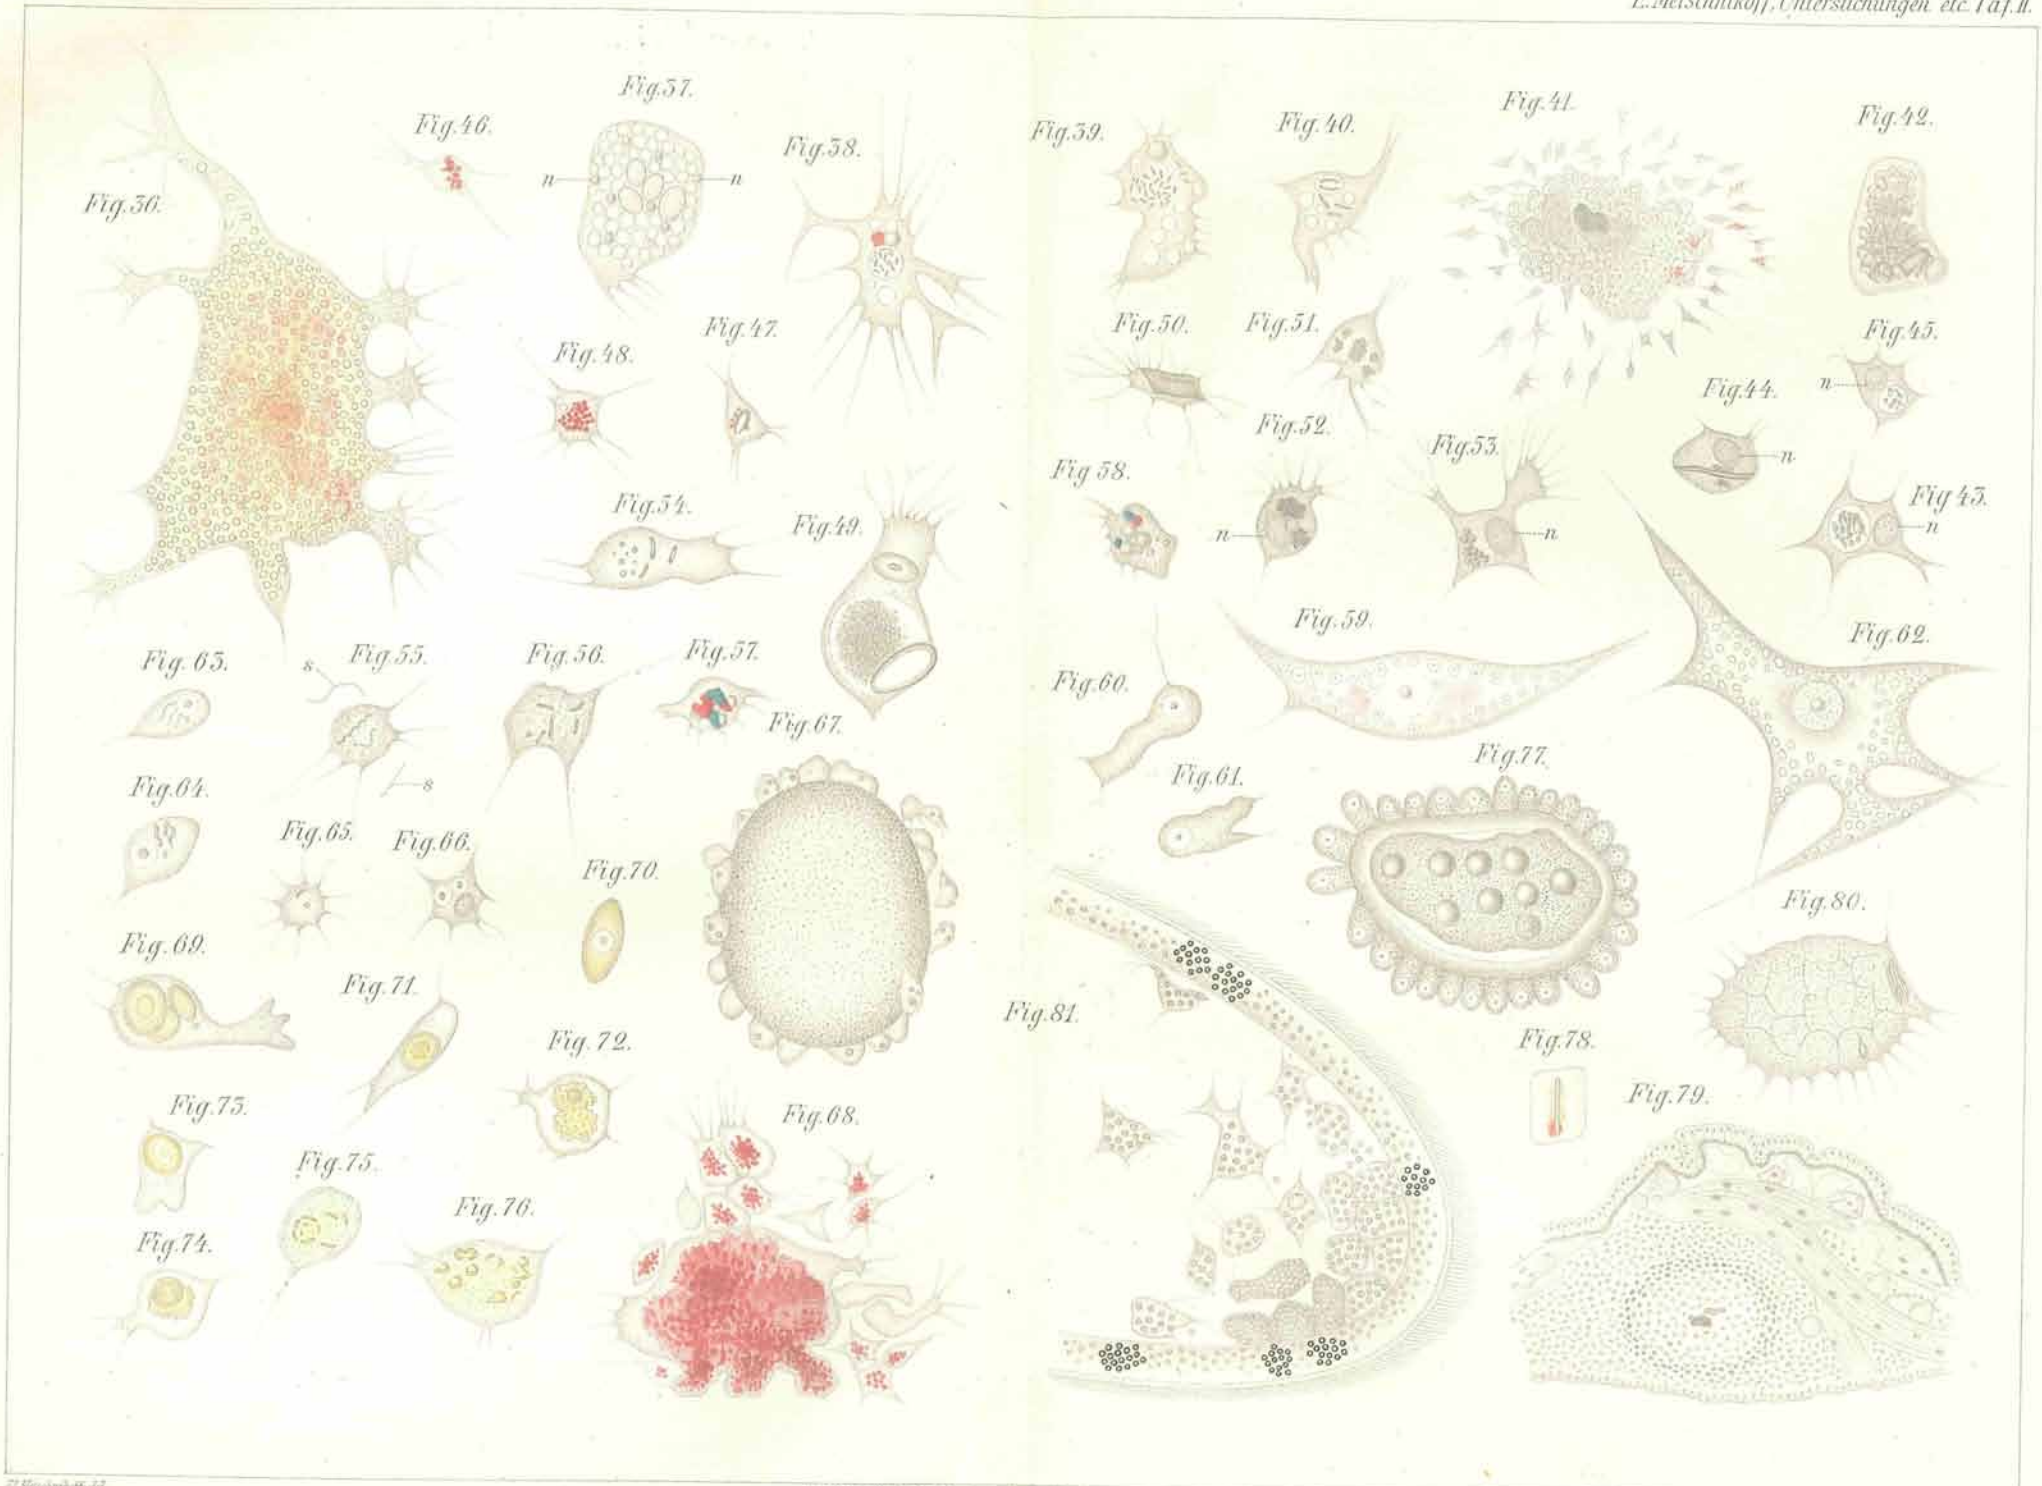 E. Metschnikoff, Untersuchungen etc. Taf. II.
Fig. 36.
Fig. 46.
Fig. 37.
n
n
Fig. 38.
Fig. 39.
Fig. 40.
Fig. 41.
Fig. 42.
Fig. 48.
Fig. 47.
Fig. 50.
Fig. 51.
Fig. 45.
n
Fig. 44.
n
Fig. 52.
n
Fig. 53.
n
Fig. 43.
n
Fig. 54.
Fig. 49.
Fig 58.
Fig. 59.
Fig. 62.
Fig. 63.
s
Fig. 55.
s
Fig. 56.
Fig. 57.
Fig. 67.
Fig. 60.
Fig. 61.
Fig. 77.
Fig. 64.
Fig. 65.
Fig. 66.
Fig. 70.
Fig. 80.
Fig. 69.
Fig. 71.
Fig. 72.
Fig. 81.
Fig. 78.
Fig. 79.
Fig. 73.
Fig. 68.
Fig. 75.
Fig. 76.
Fig. 74.